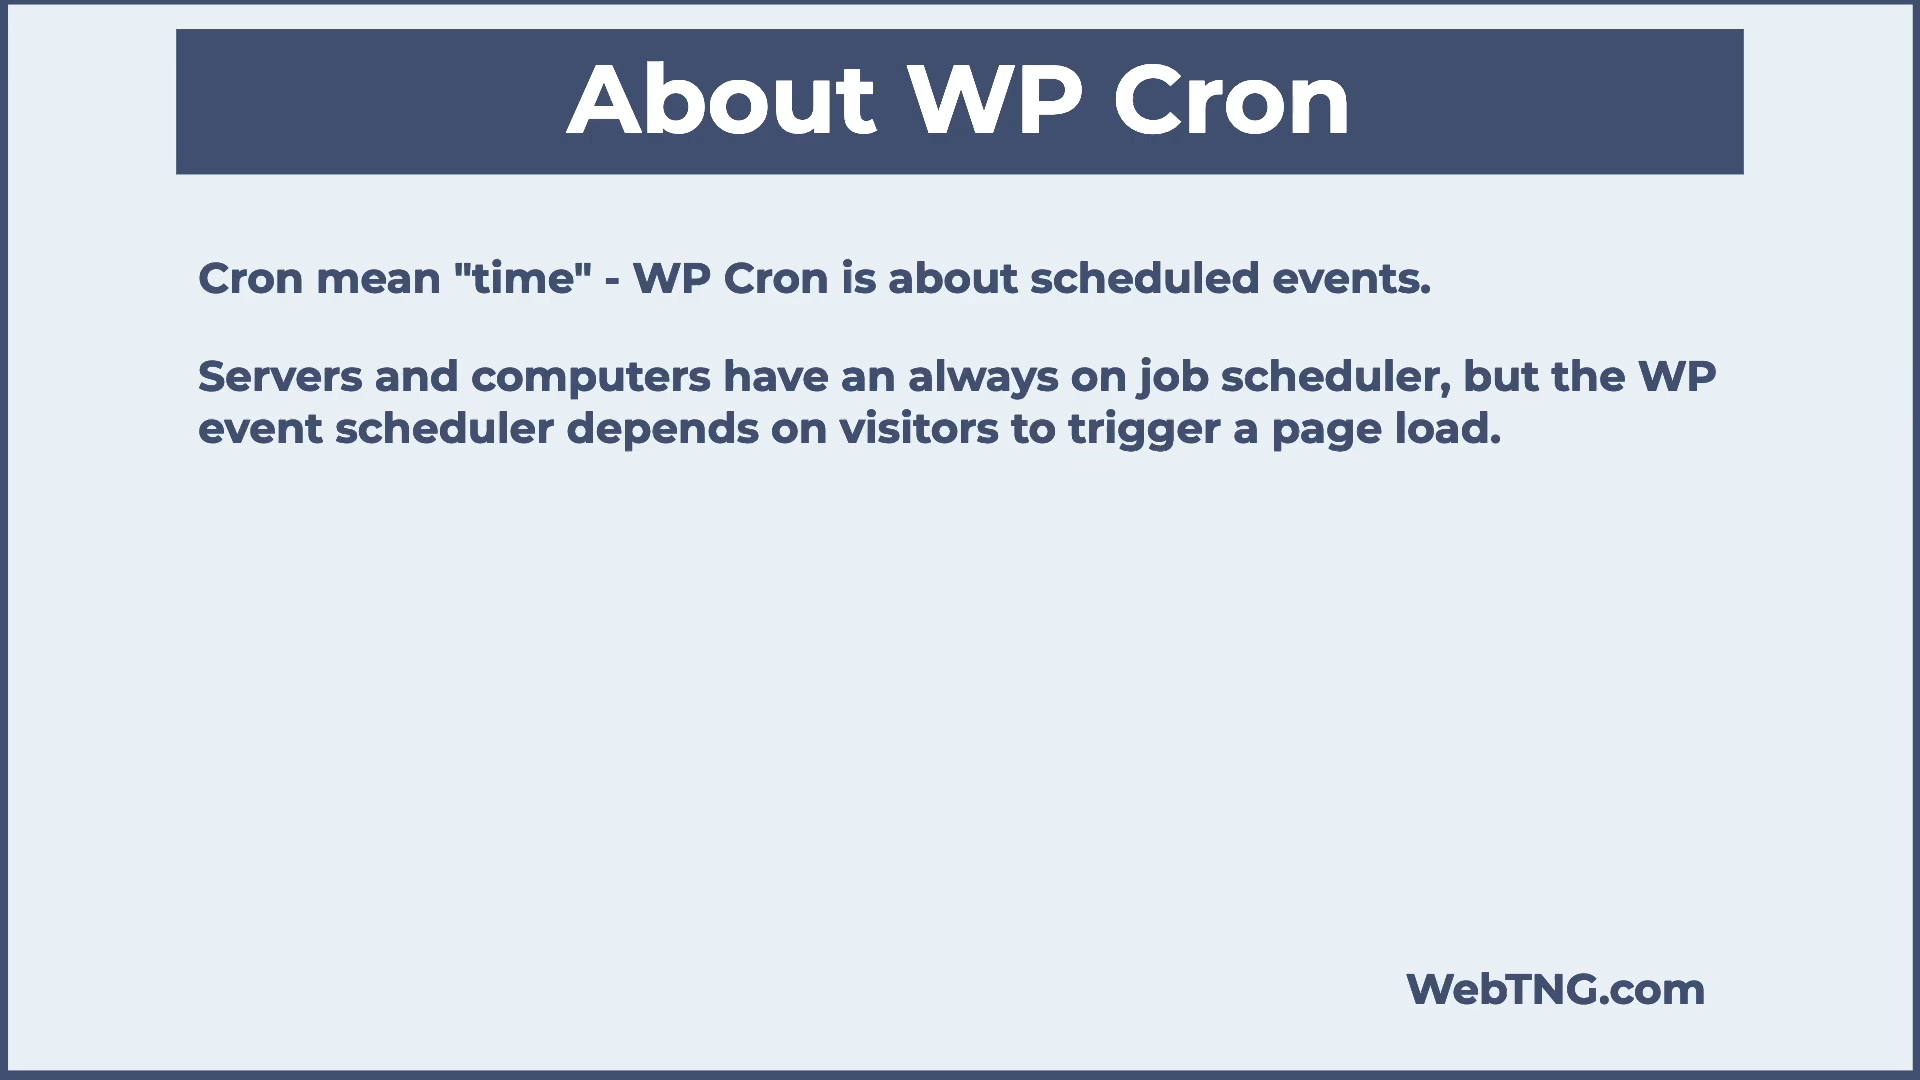 About WP Cron
Cron mean "time" - WP Cron is about scheduled events.
Servers and computers have an always on job scheduler, but the WP
event scheduler depends on visitors to trigger a page load.
WebTNG.com